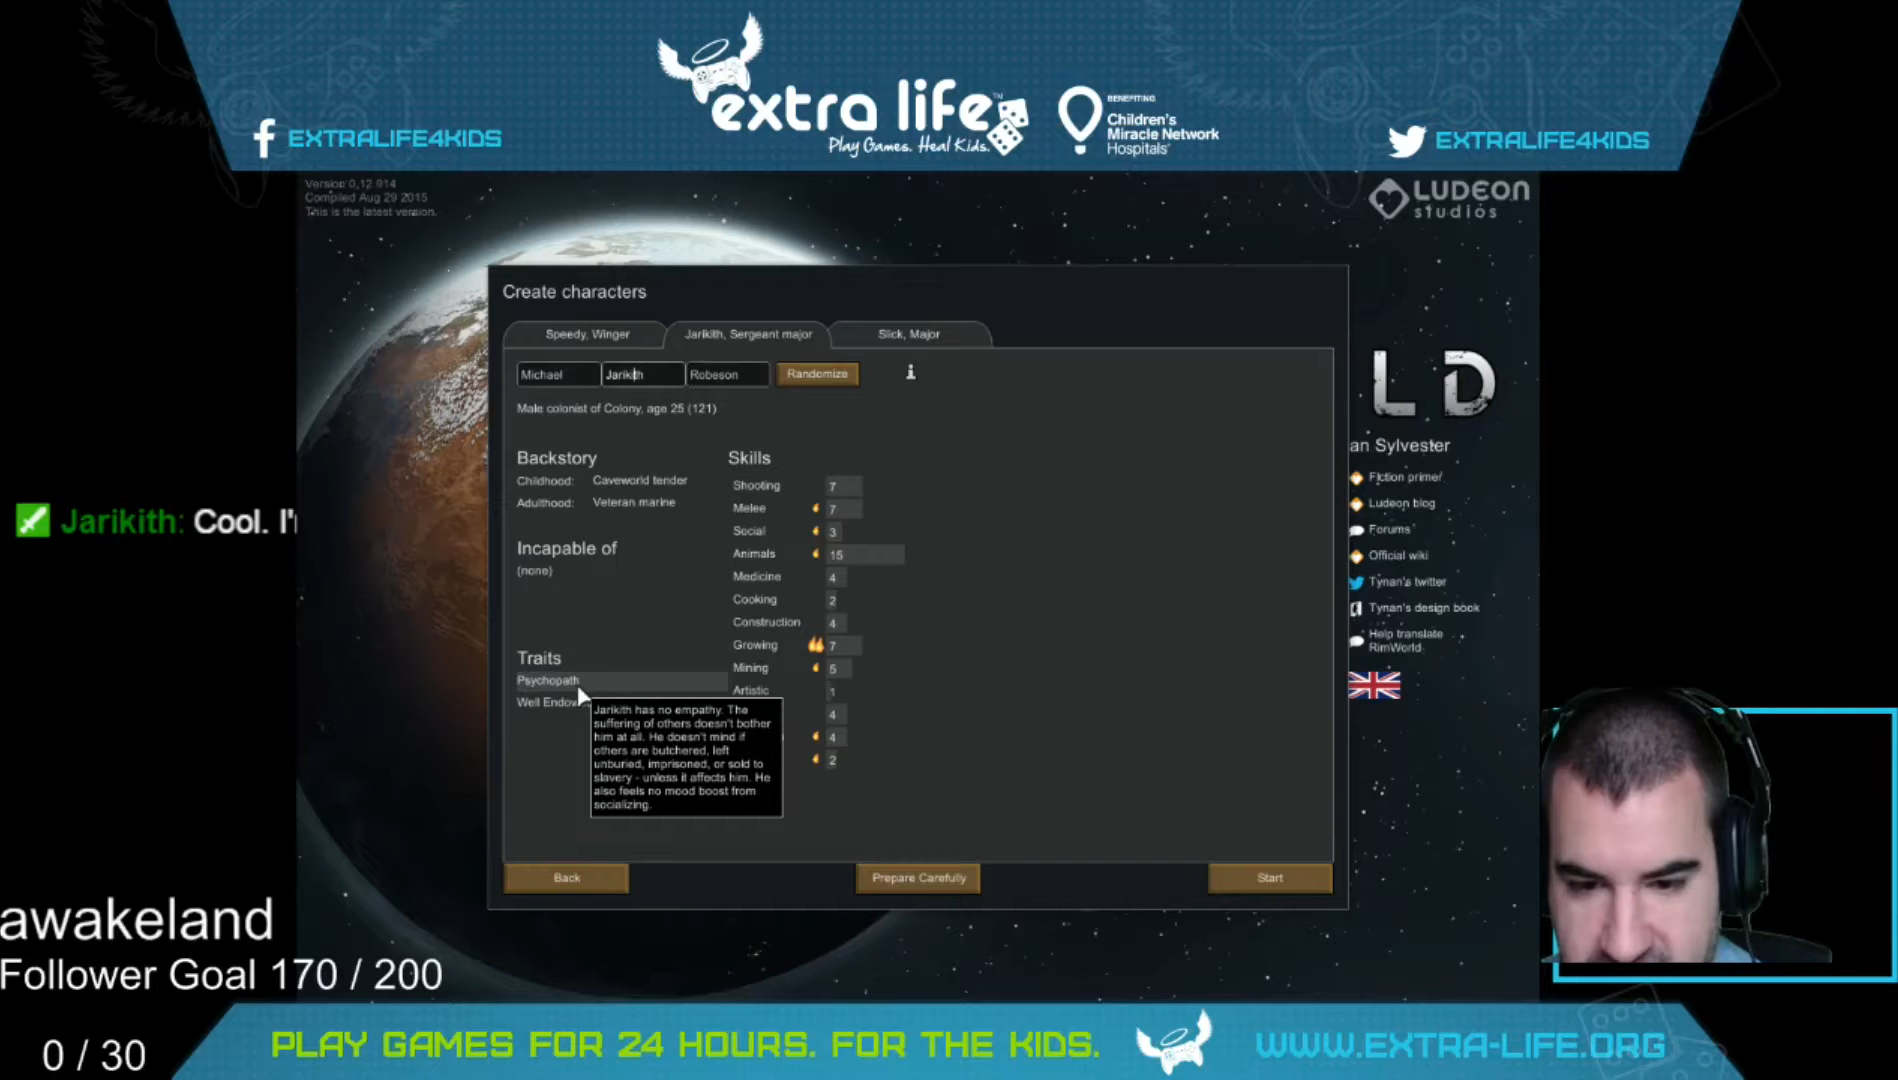 extra life™
Play Games. Heal Kids.
BENEFITING
Children's
Miracle Network
Hospitals
EXTRALIFE4KIDS
EXTRALIFE4KIDS
Version 0.12.914
Compiled Aug 29 2015
This is the latest version.
LUDEON
studios
Create characters
Speedy, Winger
Jarikith, Sergeant major
Slick, Major
Michael
Jarikith
Robeson
Randomize
Male colonist of Colony, age 25 (121)
LD
an Sylvester
Backstory
Childhood: Caveworld tender
Adulthood: Veteran marine
Incapable of
(none)
Traits
Psychopath
Well Endow
Jarikith has no empathy. The
suffering of others doesn't bother
him at all. He doesn't mind if
others are butchered, left
unburied, imprisoned, or sold to
slavery - unless it affects him. He
also feels no mood boost from
socializing.
Skills
Shooting 7
Melee 7
Social 3
Animals 15
Medicine 4
Cooking 2
Construction 4
Growing 7
Mining 5
Artistic 1
4
4
2
Fiction primer
Ludeon blog
Forums
Official wiki
Tynan's twitter
Tynan's design book
Help translate
RimWorld
Back
Prepare Carefully
Start
Jarikith: Cool. I'
awakeland
Follower Goal 170 / 200
0 / 30
PLAY GAMES FOR 24 HOURS. FOR THE KIDS.
WWW.EXTRA-LIFE.ORG